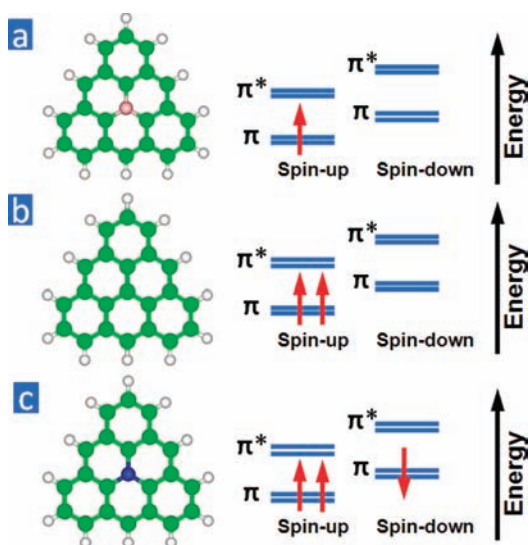 a
π*
π*
π
π
Spin-up
Spin-down
Energy
b
π*
π*
π
π
Spin-up
Spin-down
Energy
c
π*
π*
π
π
Spin-up
Spin-down
Energy